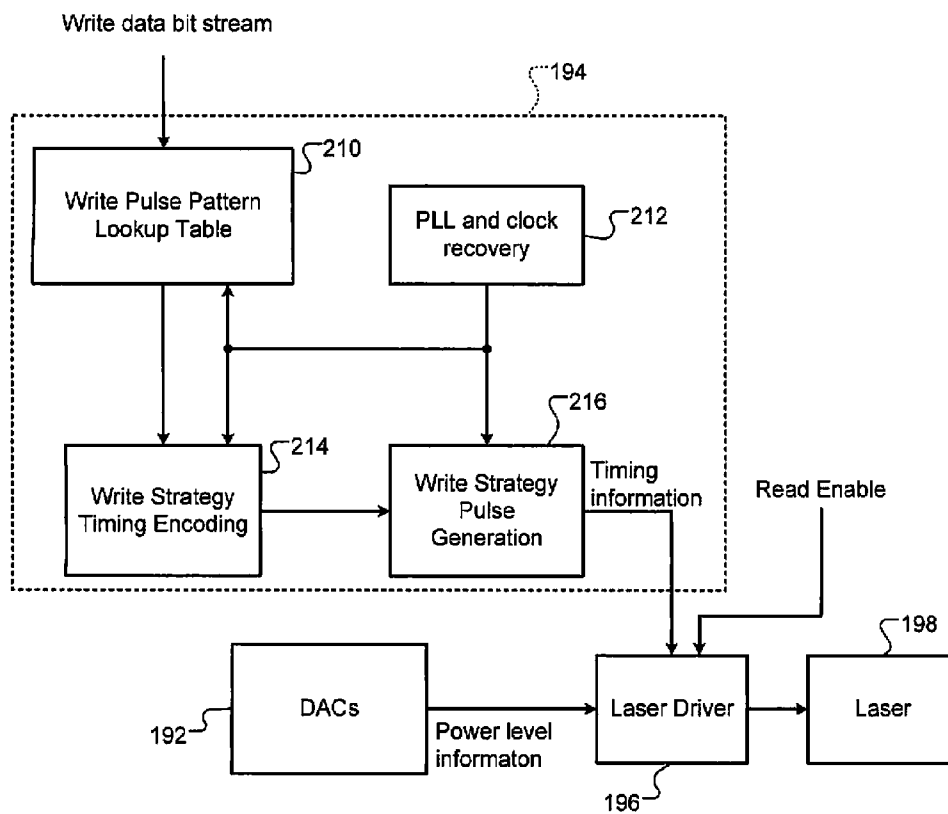 Write data bit stream
194
210
Write Pulse Pattern
Lookup Table
PLL and clock
recovery
212
214
Write Strategy
Timing Encoding
216
Write Strategy
Pulse
Generation
Timing
information
Read Enable
198
DACs
192
Power level
informaton
Laser Driver
196
Laser